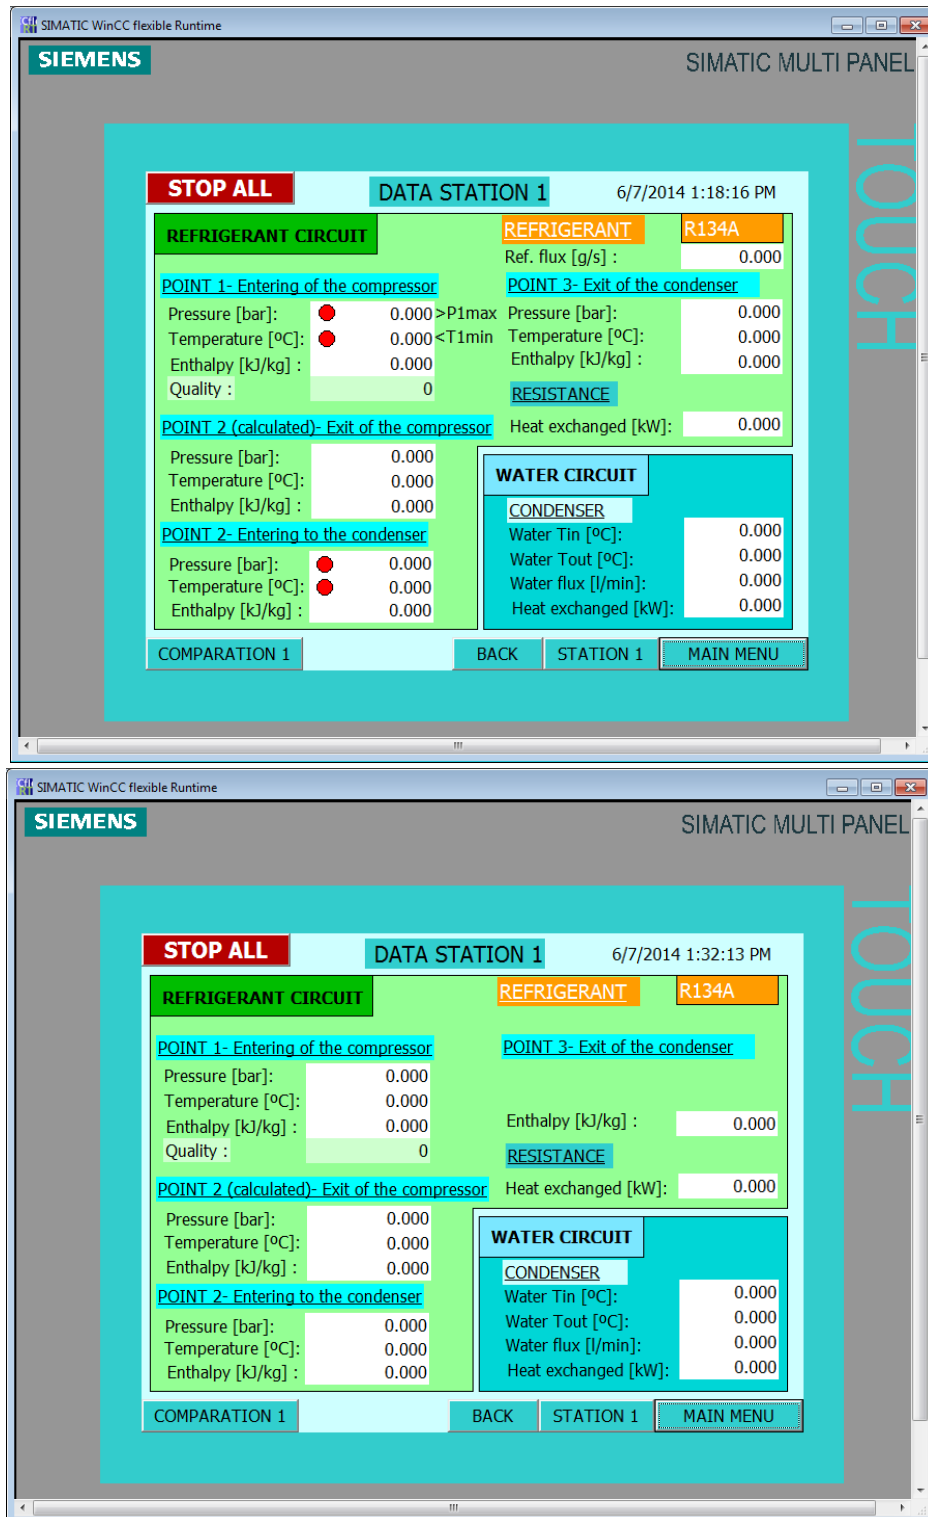 SIMATIC WinCC flexible Runtime
SIEMENS
SIMATIC MULTI PANEL
TOUCH
STOP ALL
DATA STATION 1
6/7/2014 1:18:16 PM
REFRIGERANT CIRCUIT
REFRIGERANT R134A
Ref. flux [g/s] : 0.000
POINT 1- Entering of the compressor
Pressure [bar]: 0.000 >P1max
Temperature [ºC]: 0.000 <T1min
Enthalpy [kJ/kg] : 0.000
Quality : 0
POINT 3- Exit of the condenser
Pressure [bar]: 0.000
Temperature [ºC]: 0.000
Enthalpy [kJ/kg] : 0.000
RESISTANCE
Heat exchanged [kW]: 0.000
POINT 2 (calculated)- Exit of the compressor
Pressure [bar]: 0.000
Temperature [ºC]: 0.000
Enthalpy [kJ/kg] : 0.000
POINT 2- Entering to the condenser
Pressure [bar]: 0.000
Temperature [ºC]: 0.000
Enthalpy [kJ/kg] : 0.000
WATER CIRCUIT
CONDENSER
Water Tin [ºC]: 0.000
Water Tout [ºC]: 0.000
Water flux [l/min]: 0.000
Heat exchanged [kW]: 0.000
COMPARATION 1
BACK
STATION 1
MAIN MENU
SIMATIC WinCC flexible Runtime
SIEMENS
SIMATIC MULTI PANEL
TOUCH
STOP ALL
DATA STATION 1
6/7/2014 1:32:13 PM
REFRIGERANT CIRCUIT
REFRIGERANT R134A
POINT 1- Entering of the compressor
Pressure [bar]: 0.000
Temperature [ºC]: 0.000
Enthalpy [kJ/kg] : 0.000
Quality : 0
POINT 3- Exit of the condenser
Enthalpy [kJ/kg] : 0.000
RESISTANCE
Heat exchanged [kW]: 0.000
POINT 2 (calculated)- Exit of the compressor
Pressure [bar]: 0.000
Temperature [ºC]: 0.000
Enthalpy [kJ/kg] : 0.000
POINT 2- Entering to the condenser
Pressure [bar]: 0.000
Temperature [ºC]: 0.000
Enthalpy [kJ/kg] : 0.000
WATER CIRCUIT
CONDENSER
Water Tin [ºC]: 0.000
Water Tout [ºC]: 0.000
Water flux [l/min]: 0.000
Heat exchanged [kW]: 0.000
COMPARATION 1
BACK
STATION 1
MAIN MENU